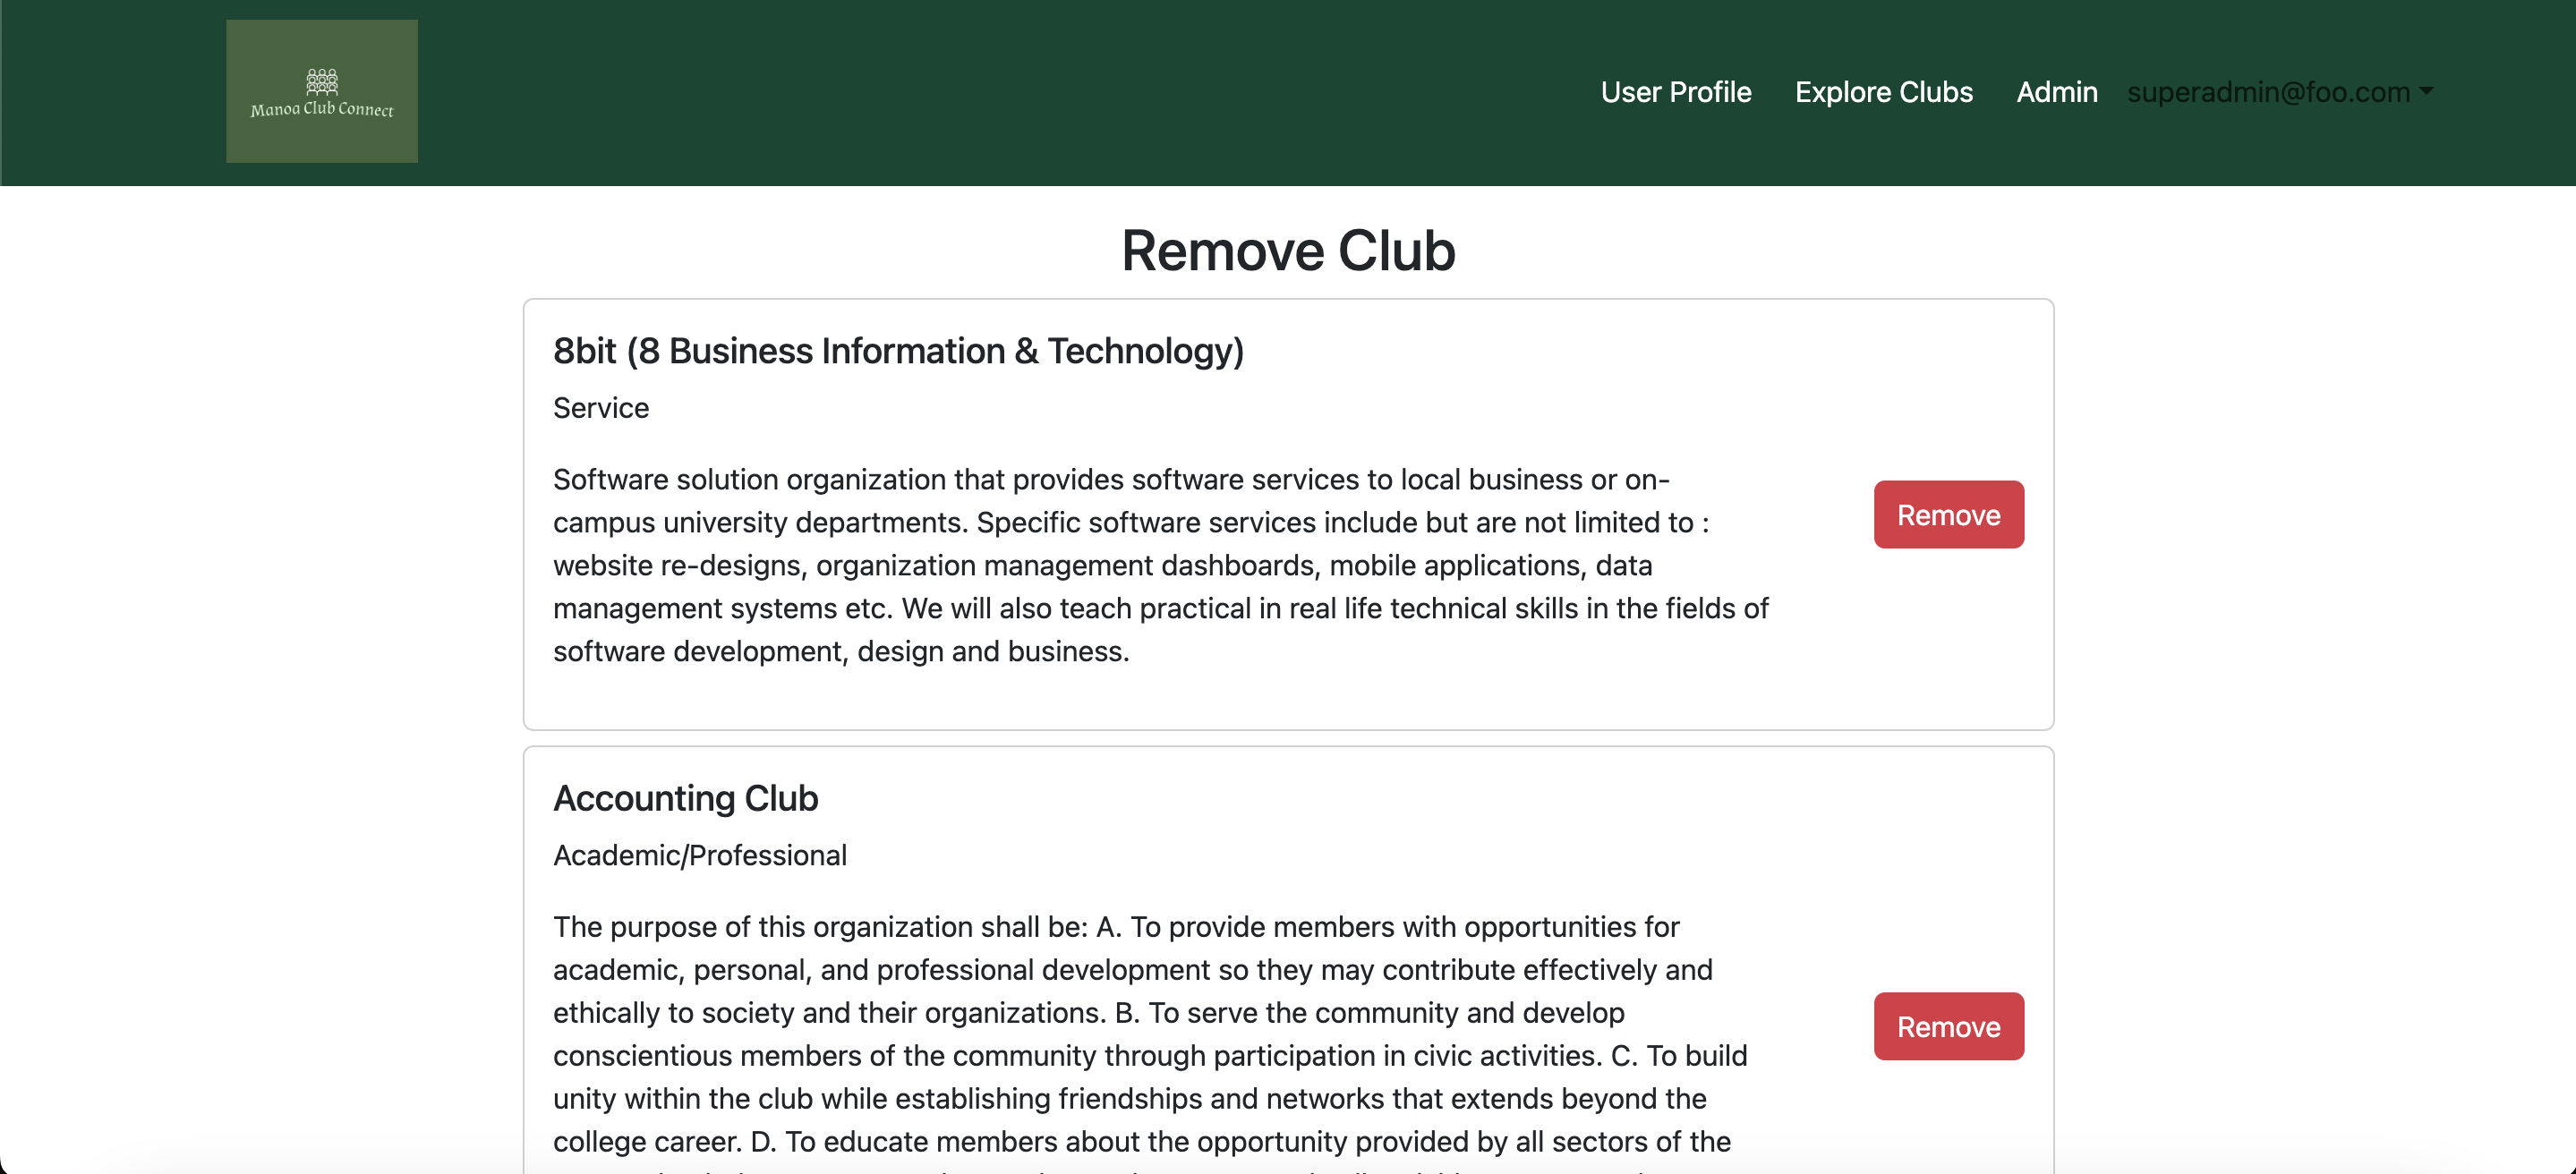 Manoa Club Connect
User Profile Explore Clubs Admin superadmin@foo.com
Remove Club
8bit (8 Business Information & Technology)
Service
Software solution organization that provides software services to local business or on-
campus university departments. Specific software services include but are not limited to :
website re-designs, organization management dashboards, mobile applications, data
management systems etc. We will also teach practical in real life technical skills in the fields of
software development, design and business.
Remove
Accounting Club
Academic/Professional
The purpose of this organization shall be: A. To provide members with opportunities for
academic, personal, and professional development so they may contribute effectively and
ethically to society and their organizations. B. To serve the community and develop
conscientious members of the community through participation in civic activities. C. To build
unity within the club while establishing friendships and networks that extends beyond the
college career. D. To educate members about the opportunity provided by all sectors of the
Remove